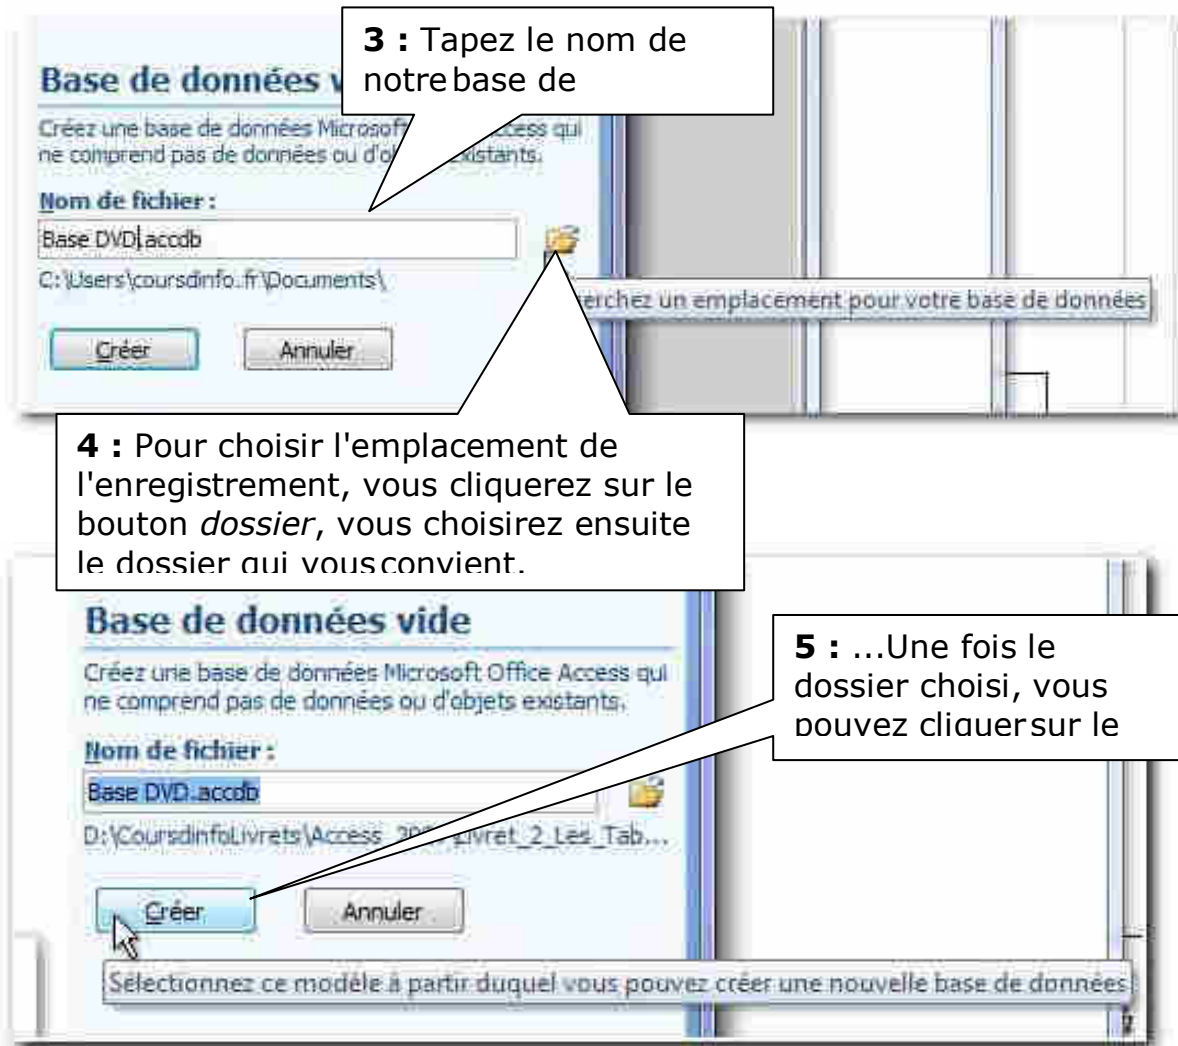 3 : Tapez le nom de
notre base de
Base de données v
Créez une base de données Microsoft ccess qui
ne comprend pas de données ou d'ob existants.
Nom de fichier :
Base DVD.accdb
C:\Users\coursdinfo.fr\Documents\
erchez un emplacement pour votre base de données
Créer Annuler
4 : Pour choisir l'emplacement de
l'enregistrement, vous cliquerez sur le
bouton dossier, vous choisirez ensuite
le dossier qui vous convient.
Base de données vide
Créez une base de données Microsoft Office Access qui
ne comprend pas de données ou d'objets existants.
5 : ...Une fois le
dossier choisi, vous
pouvez cliquer sur le
Nom de fichier :
Base DVD.accdb
D:\CoursdinfoLivrets\Access_ Livret_2_Les_Tab...
Créer Annuler
Sélectionnez ce modèle à partir duquel vous pouvez créer une nouvelle base de données